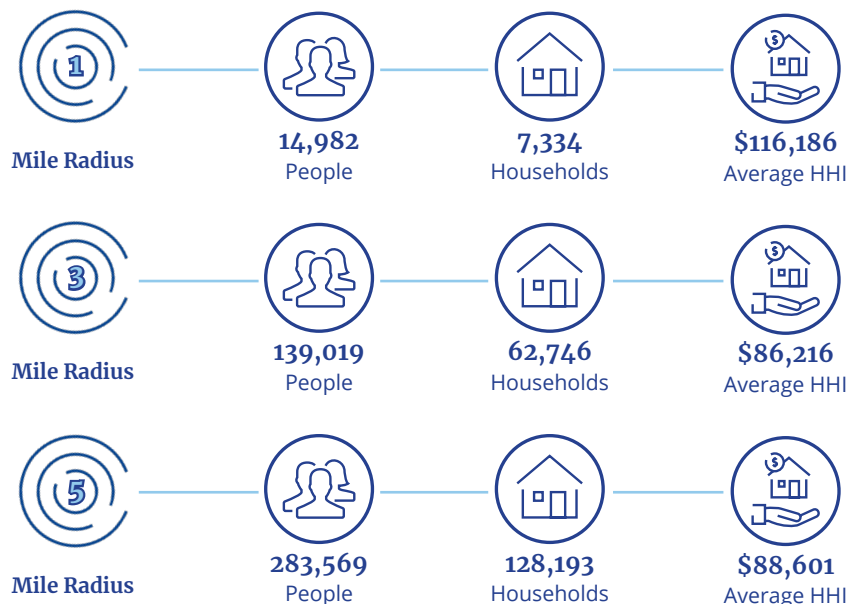 1
Mile Radius
14,982
People
7,334
Households
$
$116,186
Average HHI
3
Mile Radius
139,019
People
62,746
Households
$
$86,216
Average HHI
5
Mile Radius
283,569
People
128,193
Households
$
$88,601
Average HHI